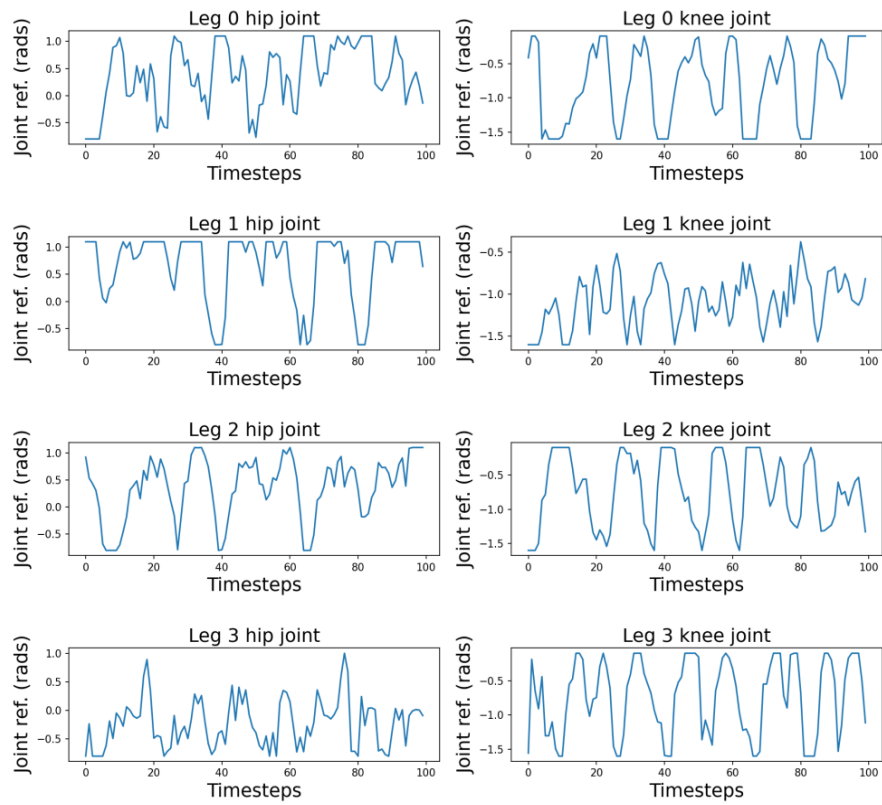 Leg 0 hip joint
Joint ref. (rads)
1.0
0.5
0.0
−0.5
0 20 40 60 80 100
Timesteps
Leg 0 knee joint
Joint ref. (rads)
−0.5
−1.0
−1.5
0 20 40 60 80 100
Timesteps
Leg 1 hip joint
Joint ref. (rads)
1.0
0.5
0.0
−0.5
0 20 40 60 80 100
Timesteps
Leg 1 knee joint
Joint ref. (rads)
−0.5
−1.0
−1.5
0 20 40 60 80 100
Timesteps
Leg 2 hip joint
Joint ref. (rads)
1.0
0.5
0.0
−0.5
0 20 40 60 80 100
Timesteps
Leg 2 knee joint
Joint ref. (rads)
−0.5
−1.0
−1.5
0 20 40 60 80 100
Timesteps
Leg 3 hip joint
Joint ref. (rads)
1.0
0.5
0.0
−0.5
0 20 40 60 80 100
Timesteps
Leg 3 knee joint
Joint ref. (rads)
−0.5
−1.0
−1.5
0 20 40 60 80 100
Timesteps